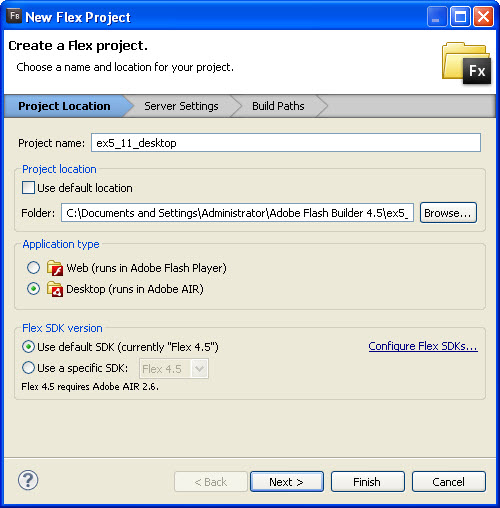 New Flex Project
Create a Flex project.
Choose a name and location for your project.
Fx
Project Location Server Settings Build Paths
Project name: ex5_11_desktop
Project location
Use default location
Folder: C:\Documents and Settings\Administrator\Adobe Flash Builder 4.5\ex5_ Browse...
Application type
Web (runs in Adobe Flash Player)
Desktop (runs in Adobe AIR)
Flex SDK version
Use default SDK (currently "Flex 4.5") Configure Flex SDKs...
Use a specific SDK: Flex 4.5
Flex 4.5 requires Adobe AIR 2.6.
? < Back Next > Finish Cancel